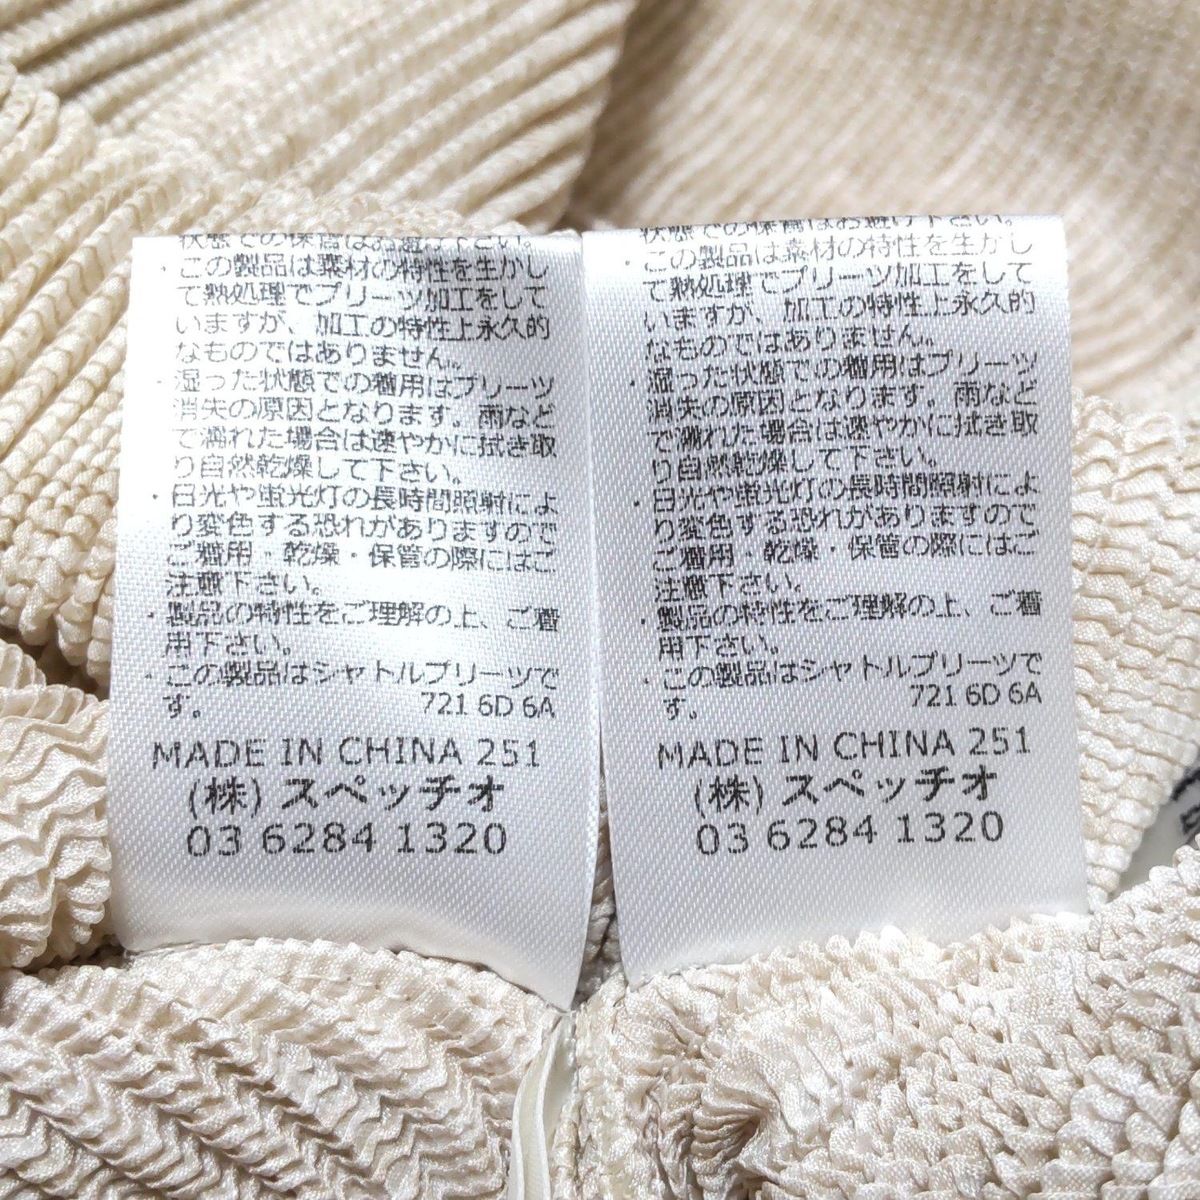 状態での保管はお避け下さい。
・この製品は素材の特性を生かし
て熱処理でプリーツ加工をして
いますが、加工の特性上永久的
なものではありません。
・湿った状態での着用はプリーツ
消失の原因となります。雨など
で濡れた場合は速やかに拭き取
り自然乾燥して下さい。
・日光や蛍光灯の長時間照射によ
り変色する恐れがありますので
ご着用・乾燥・保管の際にはご
注意下さい。
・製品の特性をご理解の上、ご着
用下さい。
・この製品はシャトルプリーツで
す。 721 6D 6A
MADE IN CHINA 251
(株) スペッチオ
03 6284 1320
状態での保管はお避け下さい。
・この製品は素材の特性を生かし
て熱処理でプリーツ加工をして
いますが、加工の特性上永久的
なものではありません。
・湿った状態での着用はプリーツ
消失の原因となります。雨など
で濡れた場合は速やかに拭き取
り自然乾燥して下さい。
・日光や蛍光灯の長時間照射によ
り変色する恐れがありますので
ご着用・乾燥・保管の際にはご
注意下さい。
・製品の特性をご理解の上、ご着
用下さい。
・この製品はシャトルプリーツで
す。 721 6D 6A
MADE IN CHINA 251
(株) スペッチオ
03 6284 1320